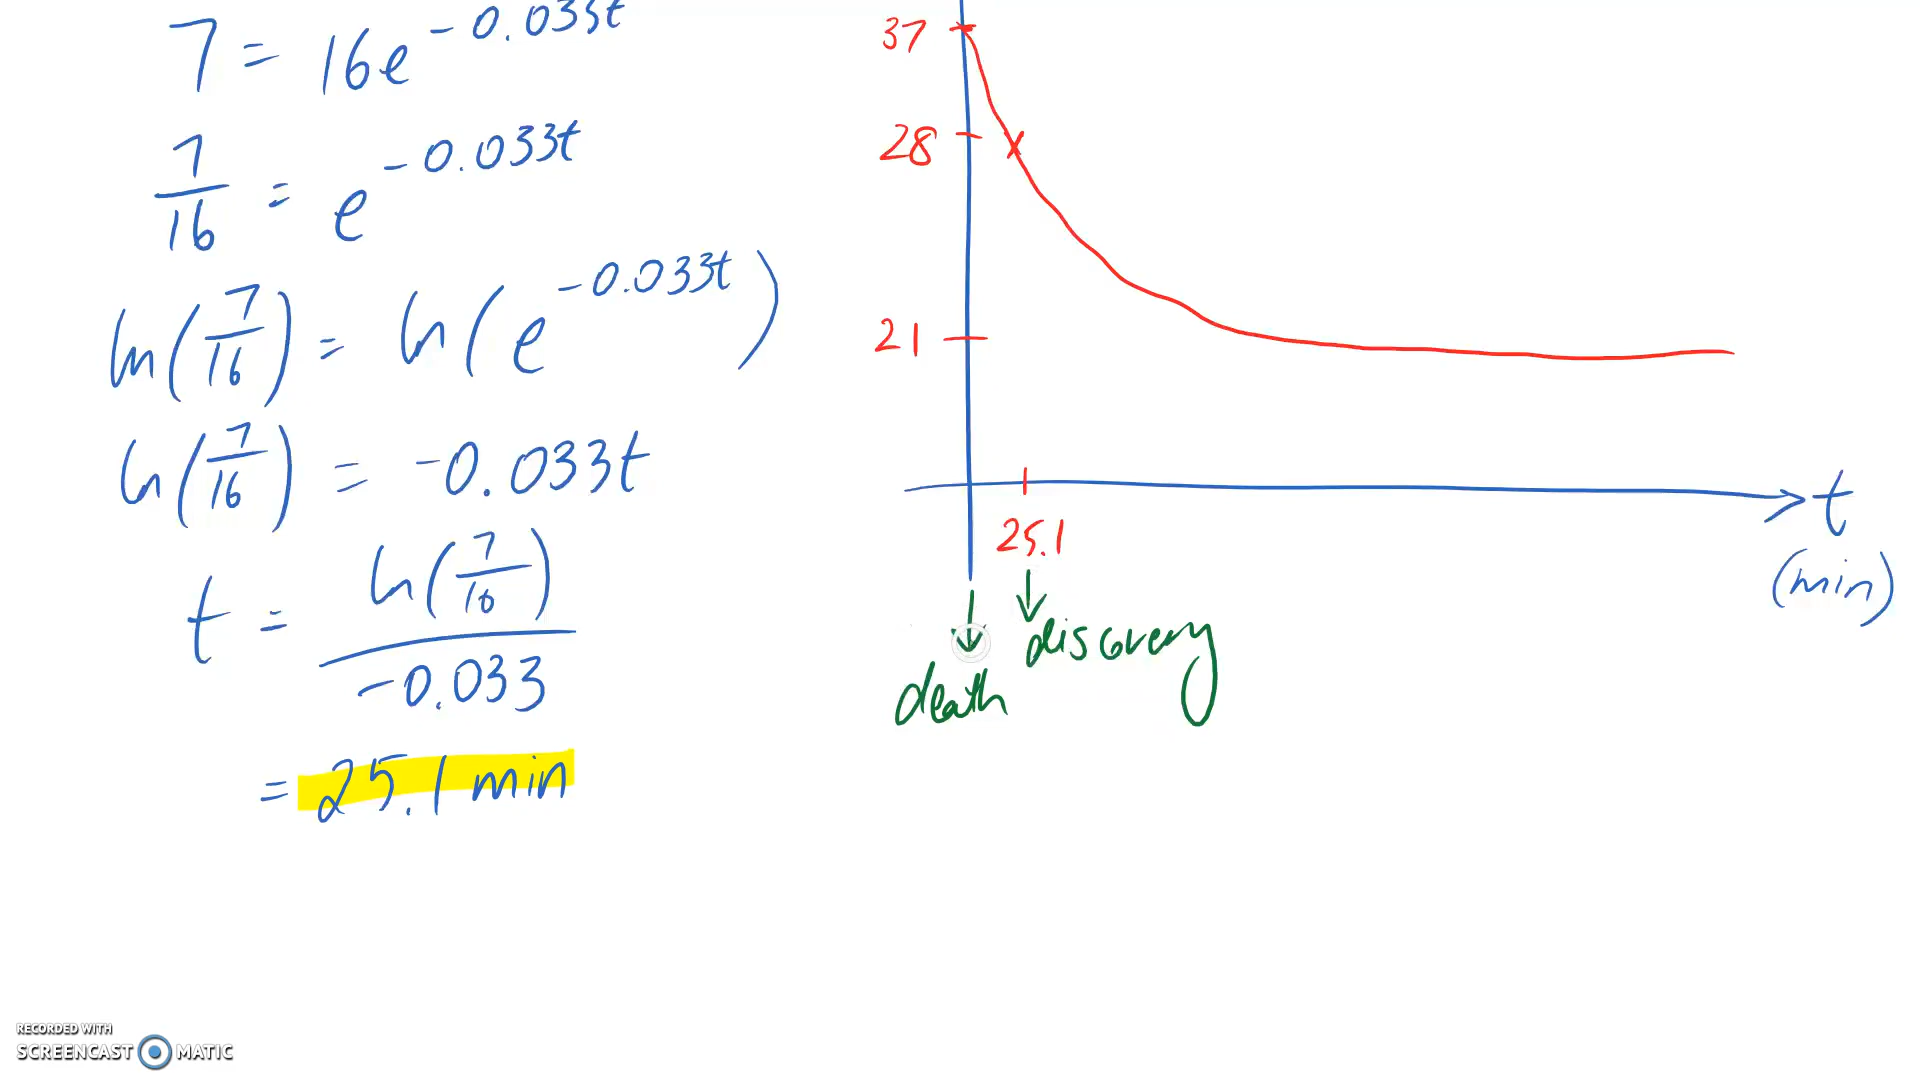 7 = 16e^{-0.033t}
7/16 = e^{-0.033t}
ln(7/16) = ln(e^{-0.033t})
ln(7/16) = -0.033t
t = ln(7/16) / -0.033
= 25.1 min
37
28
21
t
(min)
25.1
discovery
death
RECORDED WITH
SCREENCAST MATIC